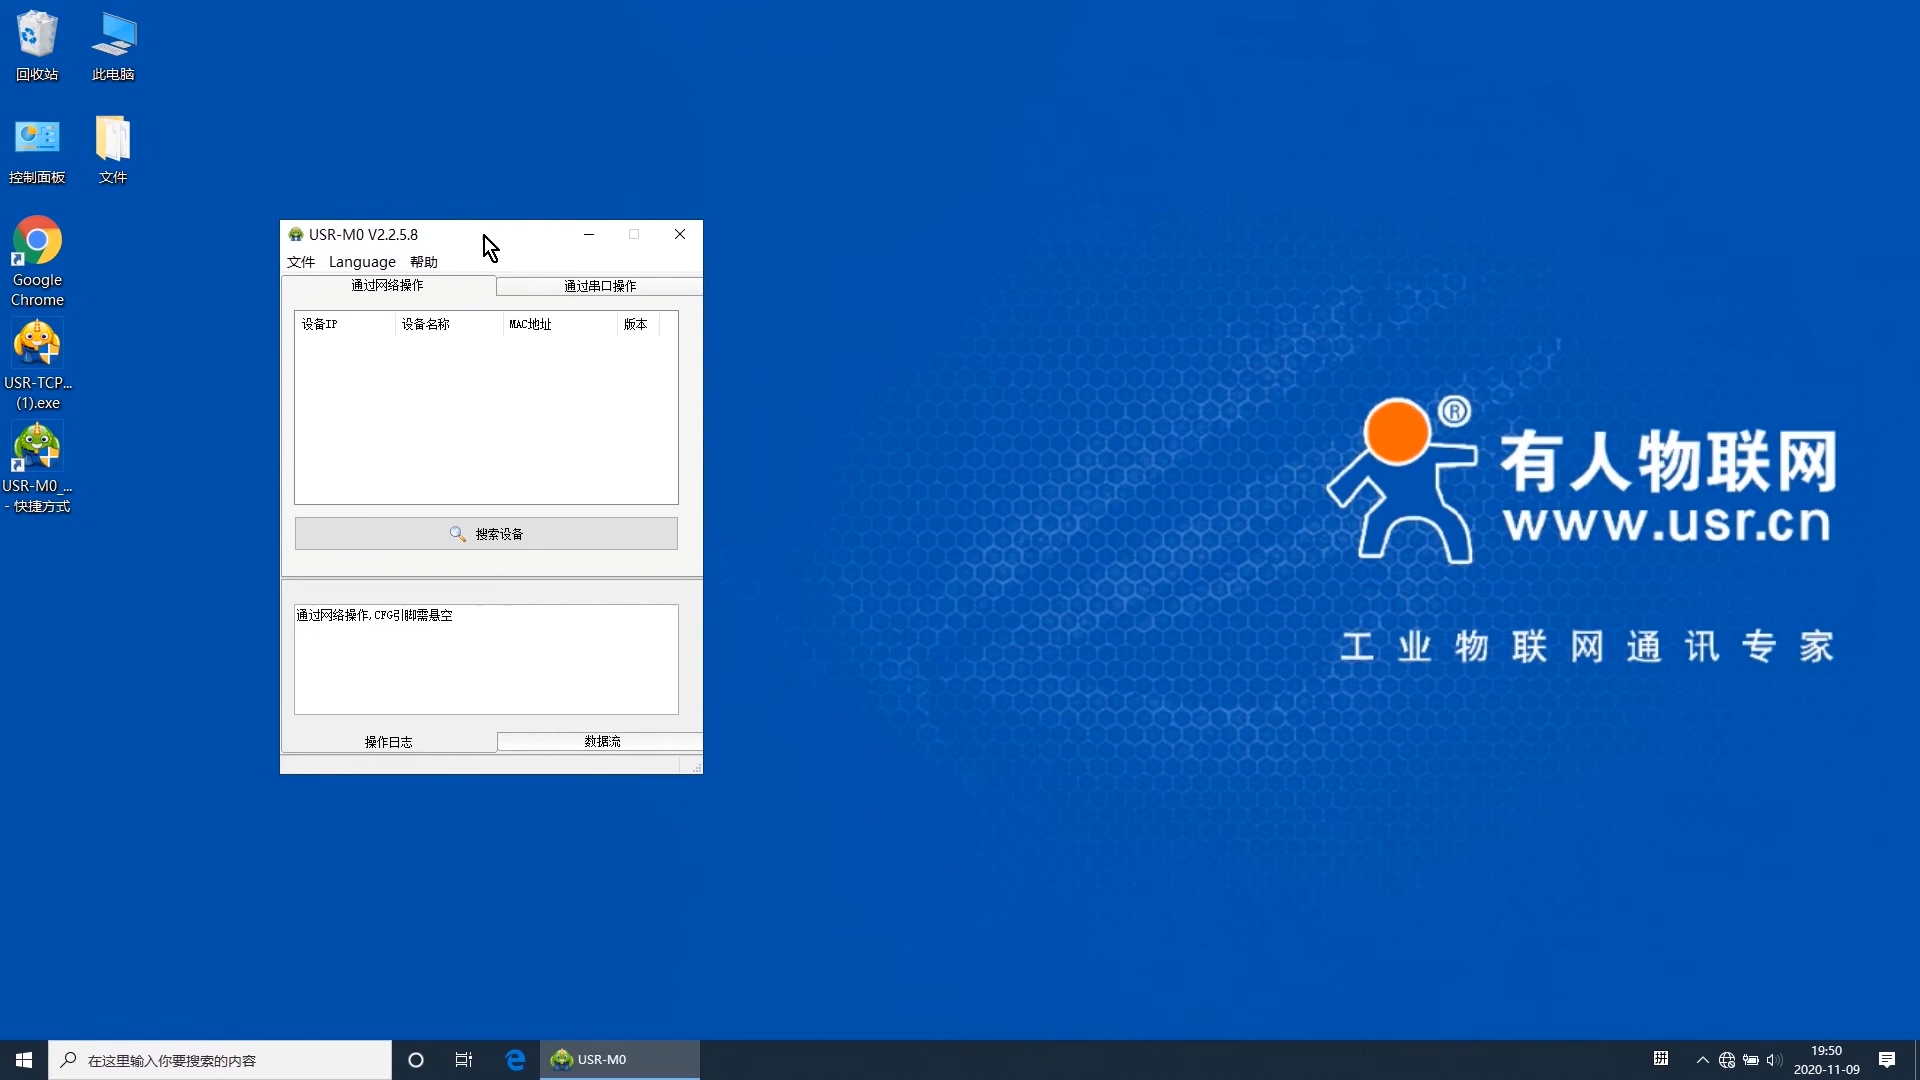 回收站
此电脑
控制面板
文件
Google
Chrome
USR-TCP...
(1).exe
USR-M0_...
- 快捷方式
USR-M0 V2.2.5.8
文件 Language 帮助
通过网络操作 通过串口操作
设备IP 设备名称 MAC地址 版本
搜索设备
通过网络操作,CFG引脚需悬空
操作日志 数据流
®
有人物联网
www.usr.cn
工业物联网通讯专家
在这里输入你要搜索的内容
USR-M0
拼
19:50
2020-11-09